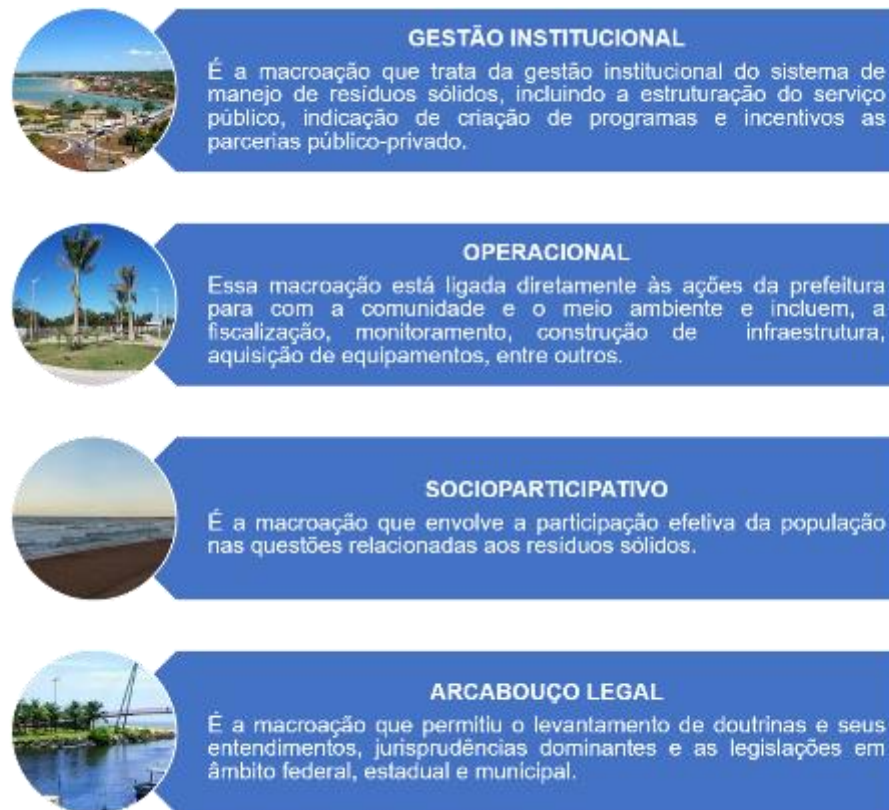 GESTÃO INSTITUCIONAL
É a macroação que trata da gestão institucional do sistema de
manejo de resíduos sólidos, incluindo a estruturação do serviço
público, indicação de criação de programas e incentivos as
parcerias público-privado.
OPERACIONAL
Essa macroação está ligada diretamente às ações da prefeitura
para com a comunidade e o meio ambiente e incluem, a
fiscalização, monitoramento, construção de infraestrutura,
aquisição de equipamentos, entre outros.
SOCIOPARTICIPATIVO
É a macroação que envolve a participação efetiva da população
nas questões relacionadas aos resíduos sólidos.
ARCABOUÇO LEGAL
É a macroação que permitiu o levantamento de doutrinas e seus
entendimentos, jurisprudências dominantes e as legislações em
âmbito federal, estadual e municipal.